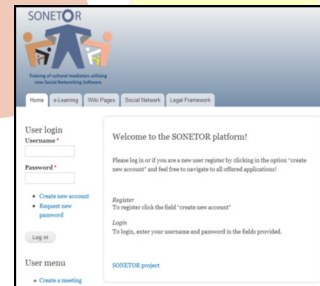 SONETOR
Training of cultural mediators utilizing
new Social Networking Software
Home
e-Learning
Wiki Pages
Social Network
Legal Framework
User login
Username *
Password *
Create new account
Request new
password
Log in
User menu
Create a meeting
Welcome to the SONETOR platform!
Please log in or if you are a new user register by clicking in the option "create
new account" and feel free to navigate to all offered applications!
Register
To register click the field "create new account"
Login
To login, enter your username and password in the fields provided.
SONETOR project